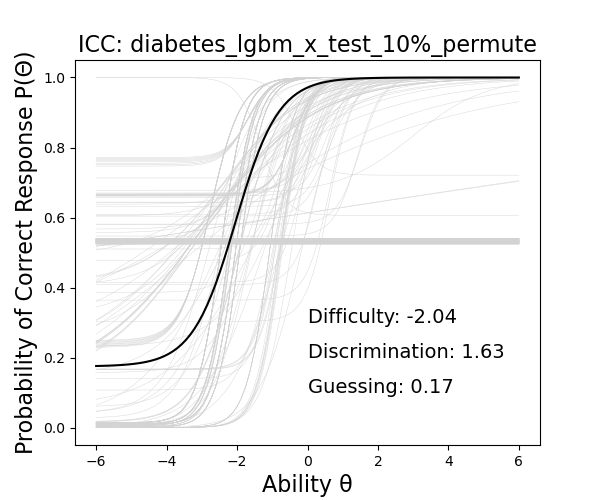 ICC: diabetes_lgbm_x_test_10%_permute
Probability of Correct Response P(Θ)
1.0
0.8
0.6
0.4
0.2
0.0
Difficulty: -2.04
Discrimination: 1.63
Guessing: 0.17
−6 −4 −2 0 2 4 6
Ability θ